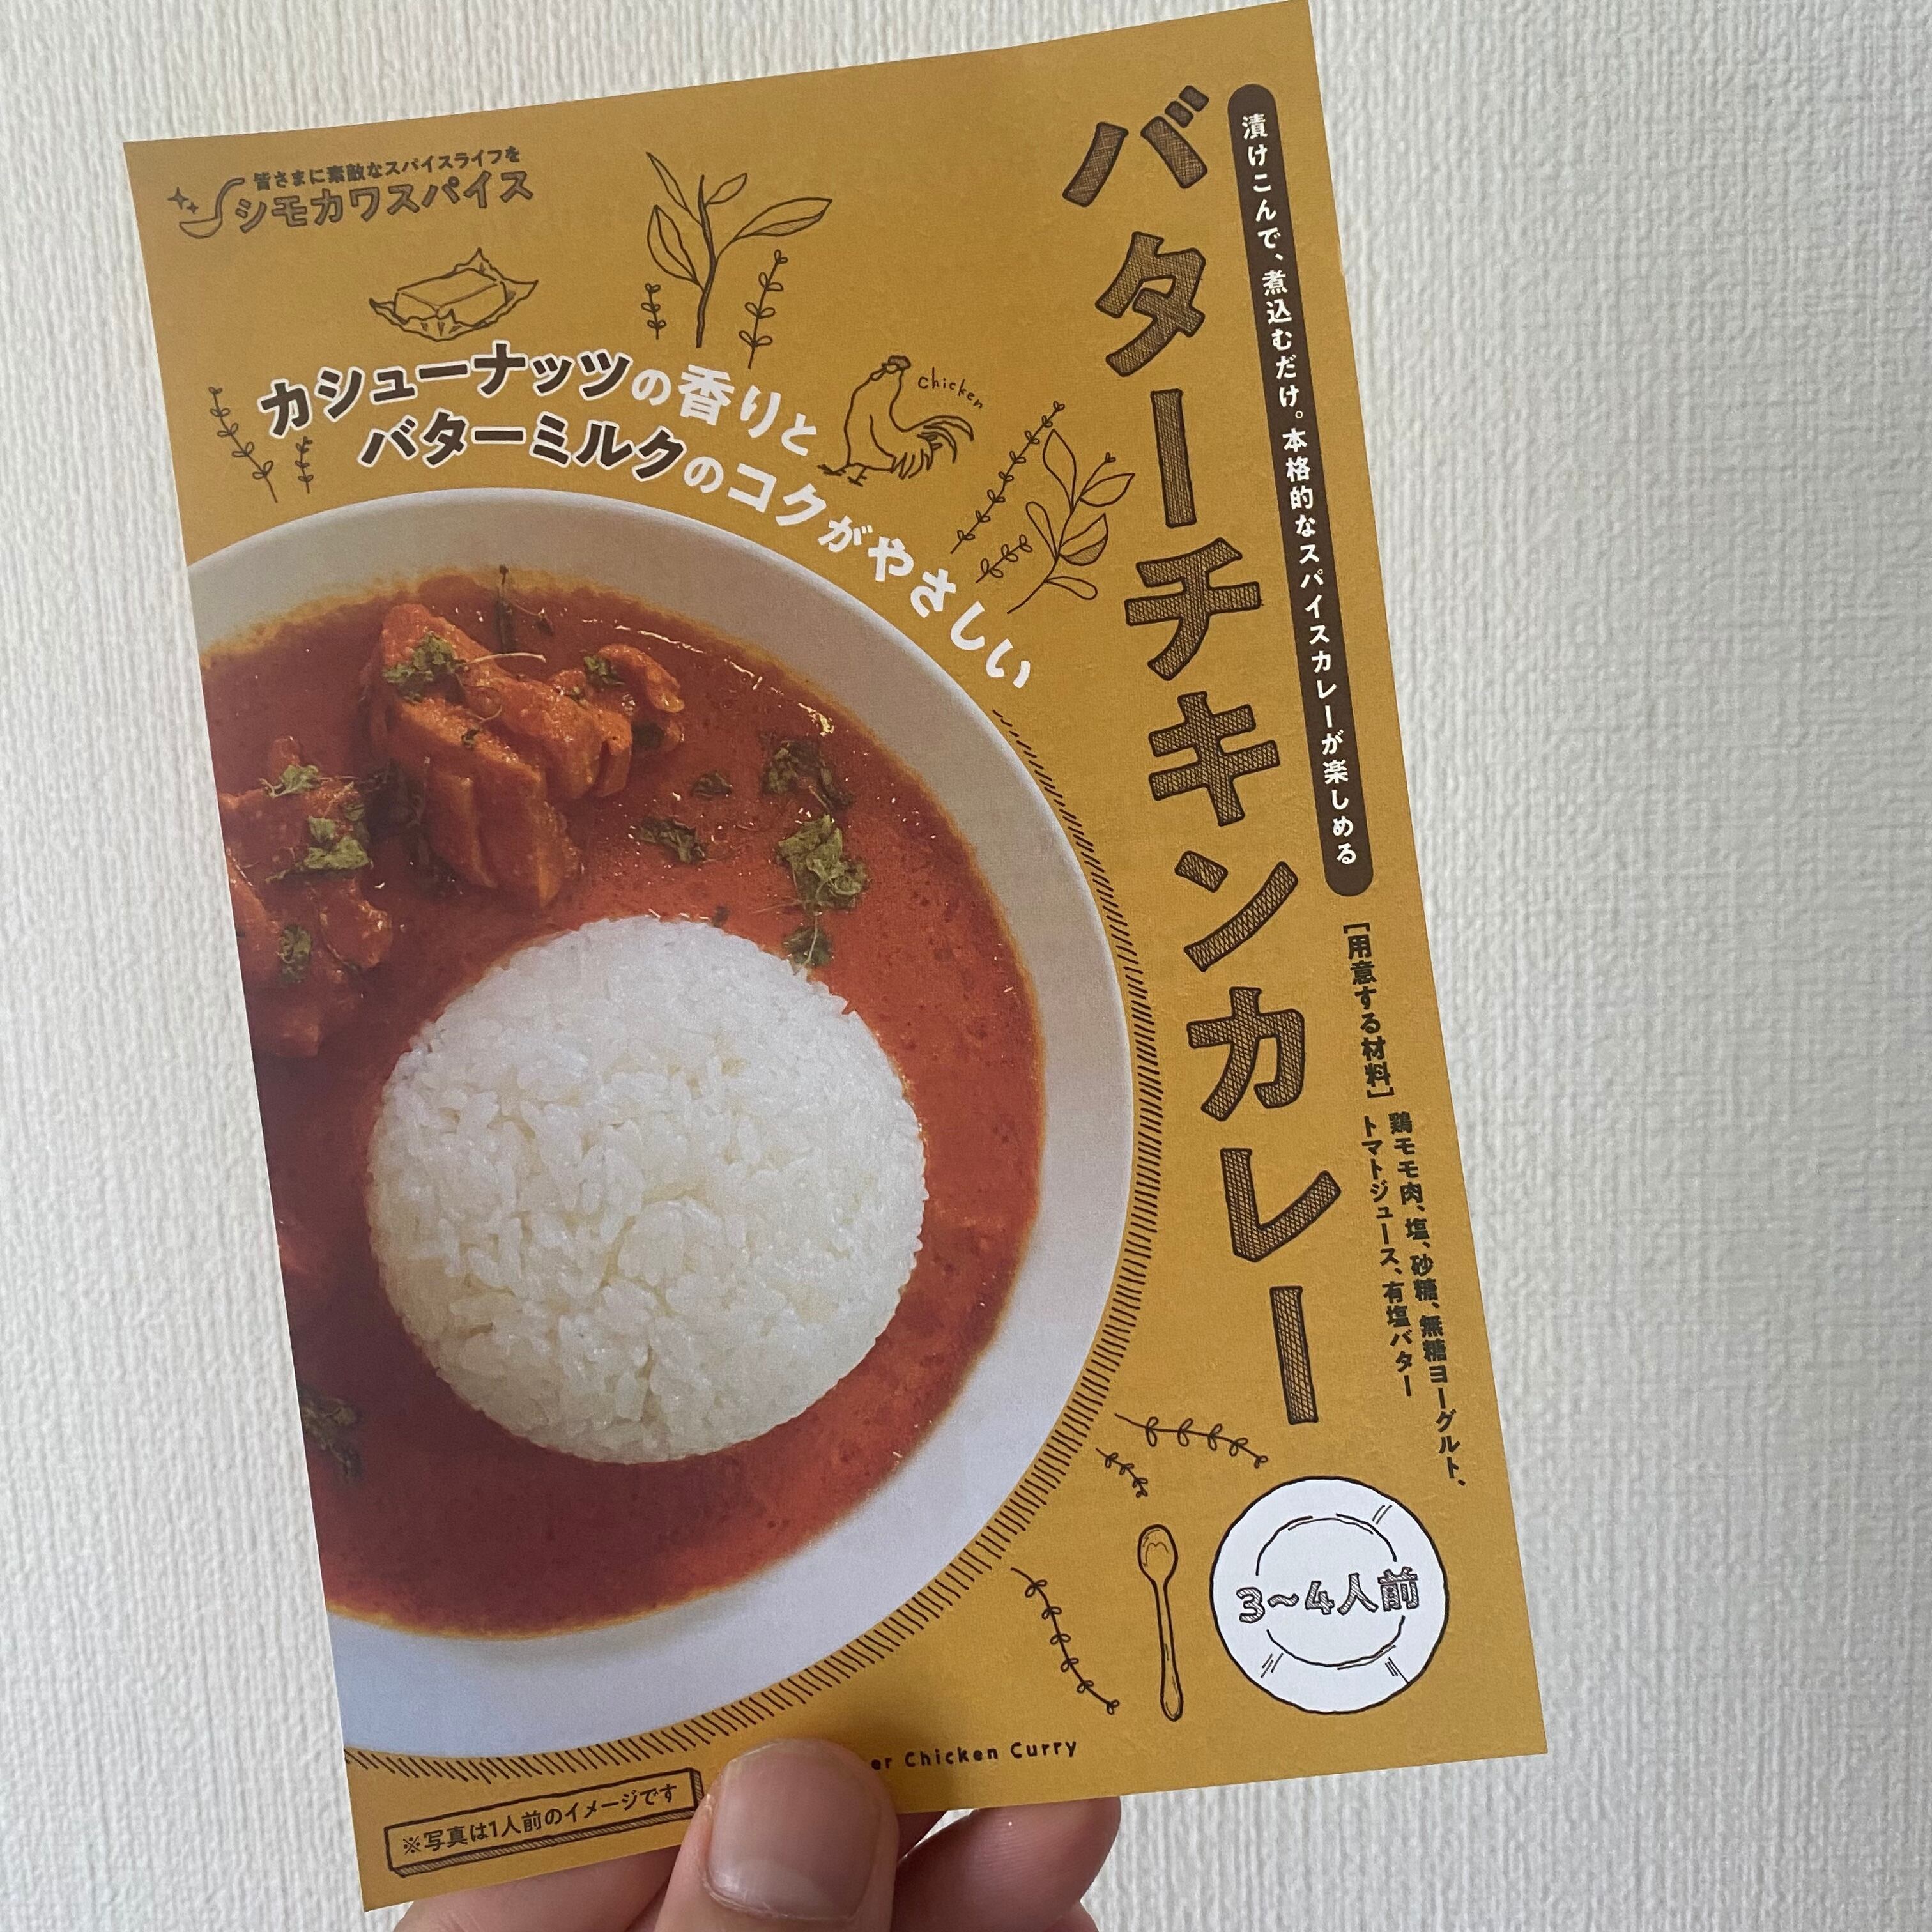 皆さまに素敵なスパイスライフを
シモカワスパイス
漬けこんで、煮込むだけ。本格的なスパイスカレーが楽しめる
バターチキンカレー
カシューナッツの香りと
バターミルクのコクがやさしい
chicken
[用意する材料]
鶏モモ肉、塩、砂糖、無糖ヨーグルト、
トマトジュース、有塩バター
3〜4人前
Chicken Curry
※写真は1人前のイメージです